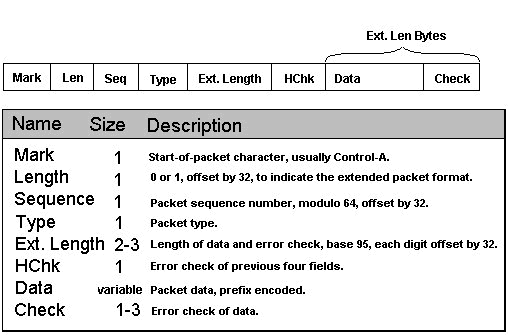 Ext. Len Bytes
Mark Len Seq Type Ext. Length HChk Data Check
Name Size Description
Mark 1 Start-of-packet character, usually Control-A.
Length 1 0 or 1, offset by 32, to indicate the extended packet format.
Sequence 1 Packet sequence number, modulo 64, offset by 32.
Type 1 Packet type.
Ext. Length 2-3 Length of data and error check, base 95, each digit offset by 32.
HChk 1 Error check of previous four fields.
Data variable Packet data, prefix encoded.
Check 1-3 Error check of data.